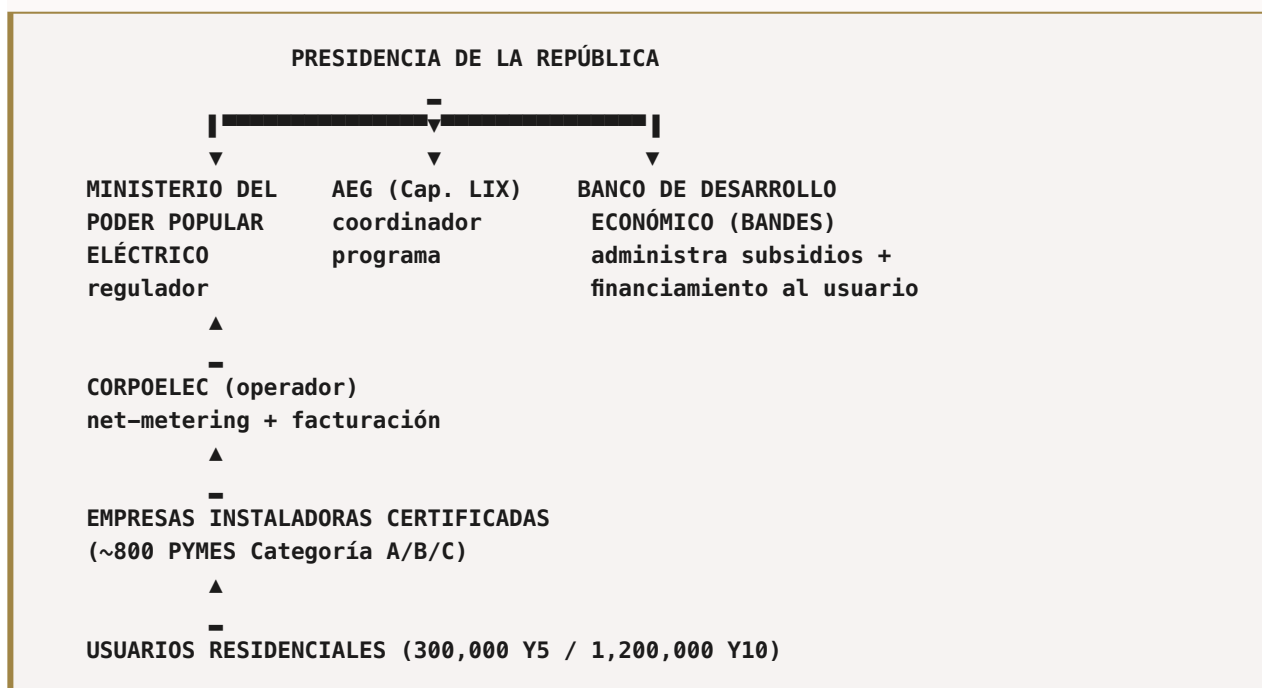 PRESIDENCIA DE LA REPÚBLICA
MINISTERIO DEL PODER POPULAR ELÉCTRICO
regulador
AEG (Cap. LIX)
coordinador
programa
BANCO DE DESARROLLO
ECONÓMICO (BANDES)
administra subsidios +
financiamiento al usuario
CORPOELEC (operador)
net-metering + facturación
EMPRESAS INSTALADORAS CERTIFICADAS
(~800 PYMES Categoría A/B/C)
USUARIOS RESIDENCIALES (300,000 Y5 / 1,200,000 Y10)